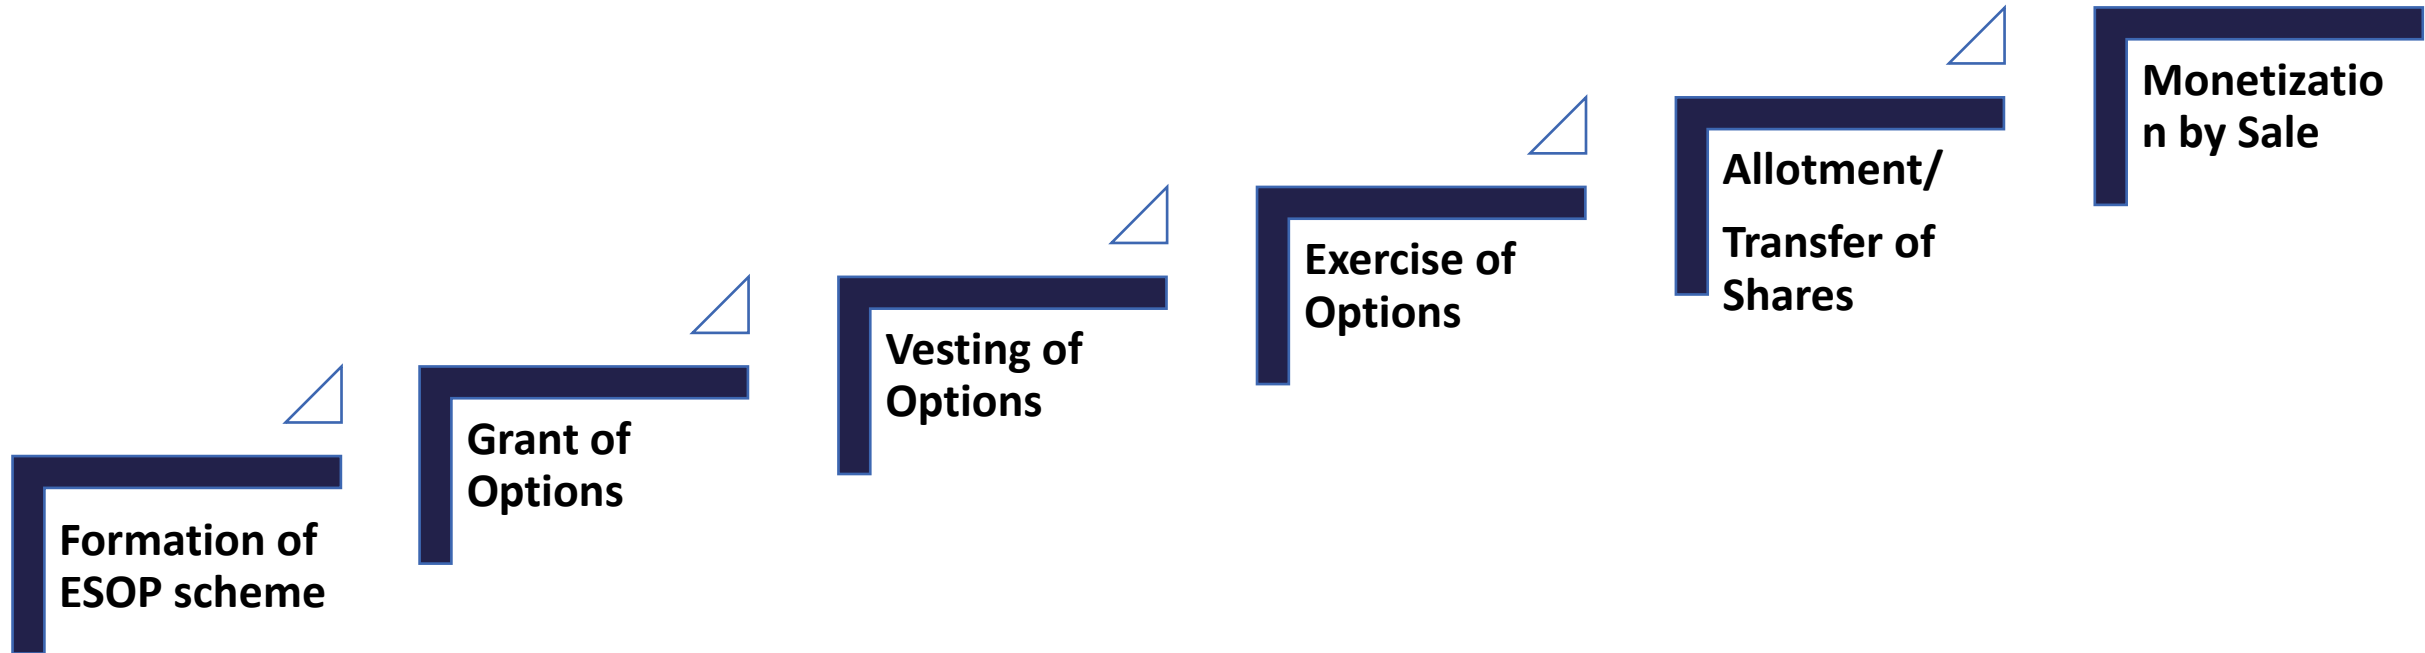 Formation of
ESOP scheme
Grant of
Options
Vesting of
Options
Exercise of
Options
Allotment/
Transfer of
Shares
Monetizatio
n by Sale